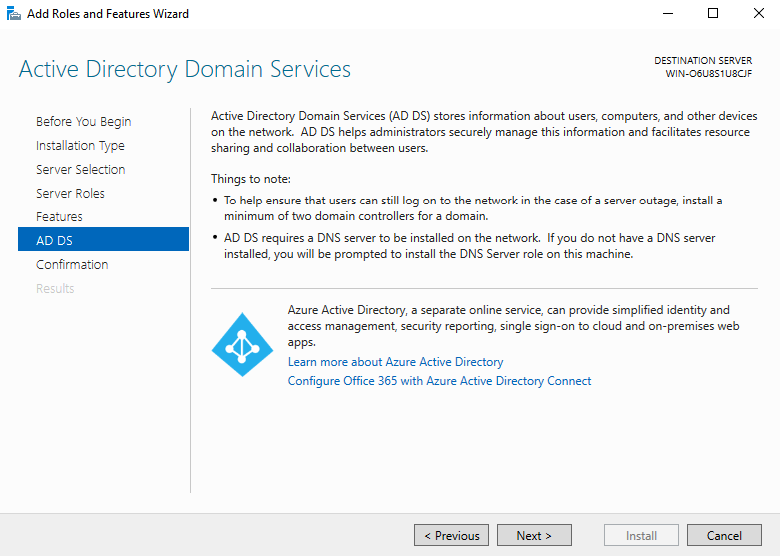 Add Roles and Features Wizard
Active Directory Domain Services
DESTINATION SERVER
WIN-O6U8S1U8CJF
Before You Begin
Installation Type
Server Selection
Server Roles
Features
AD DS
Confirmation
Results
Active Directory Domain Services (AD DS) stores information about users, computers, and other devices
on the network.  AD DS helps administrators securely manage this information and facilitates resource
sharing and collaboration between users.
Things to note:
• To help ensure that users can still log on to the network in the case of a server outage, install a
minimum of two domain controllers for a domain.
• AD DS requires a DNS server to be installed on the network.  If you do not have a DNS server
installed, you will be prompted to install the DNS Server role on this machine.
Azure Active Directory, a separate online service, can provide simplified identity and
access management, security reporting, single sign-on to cloud and on-premises web
apps.
Learn more about Azure Active Directory
Configure Office 365 with Azure Active Directory Connect
< Previous
Next >
Install
Cancel